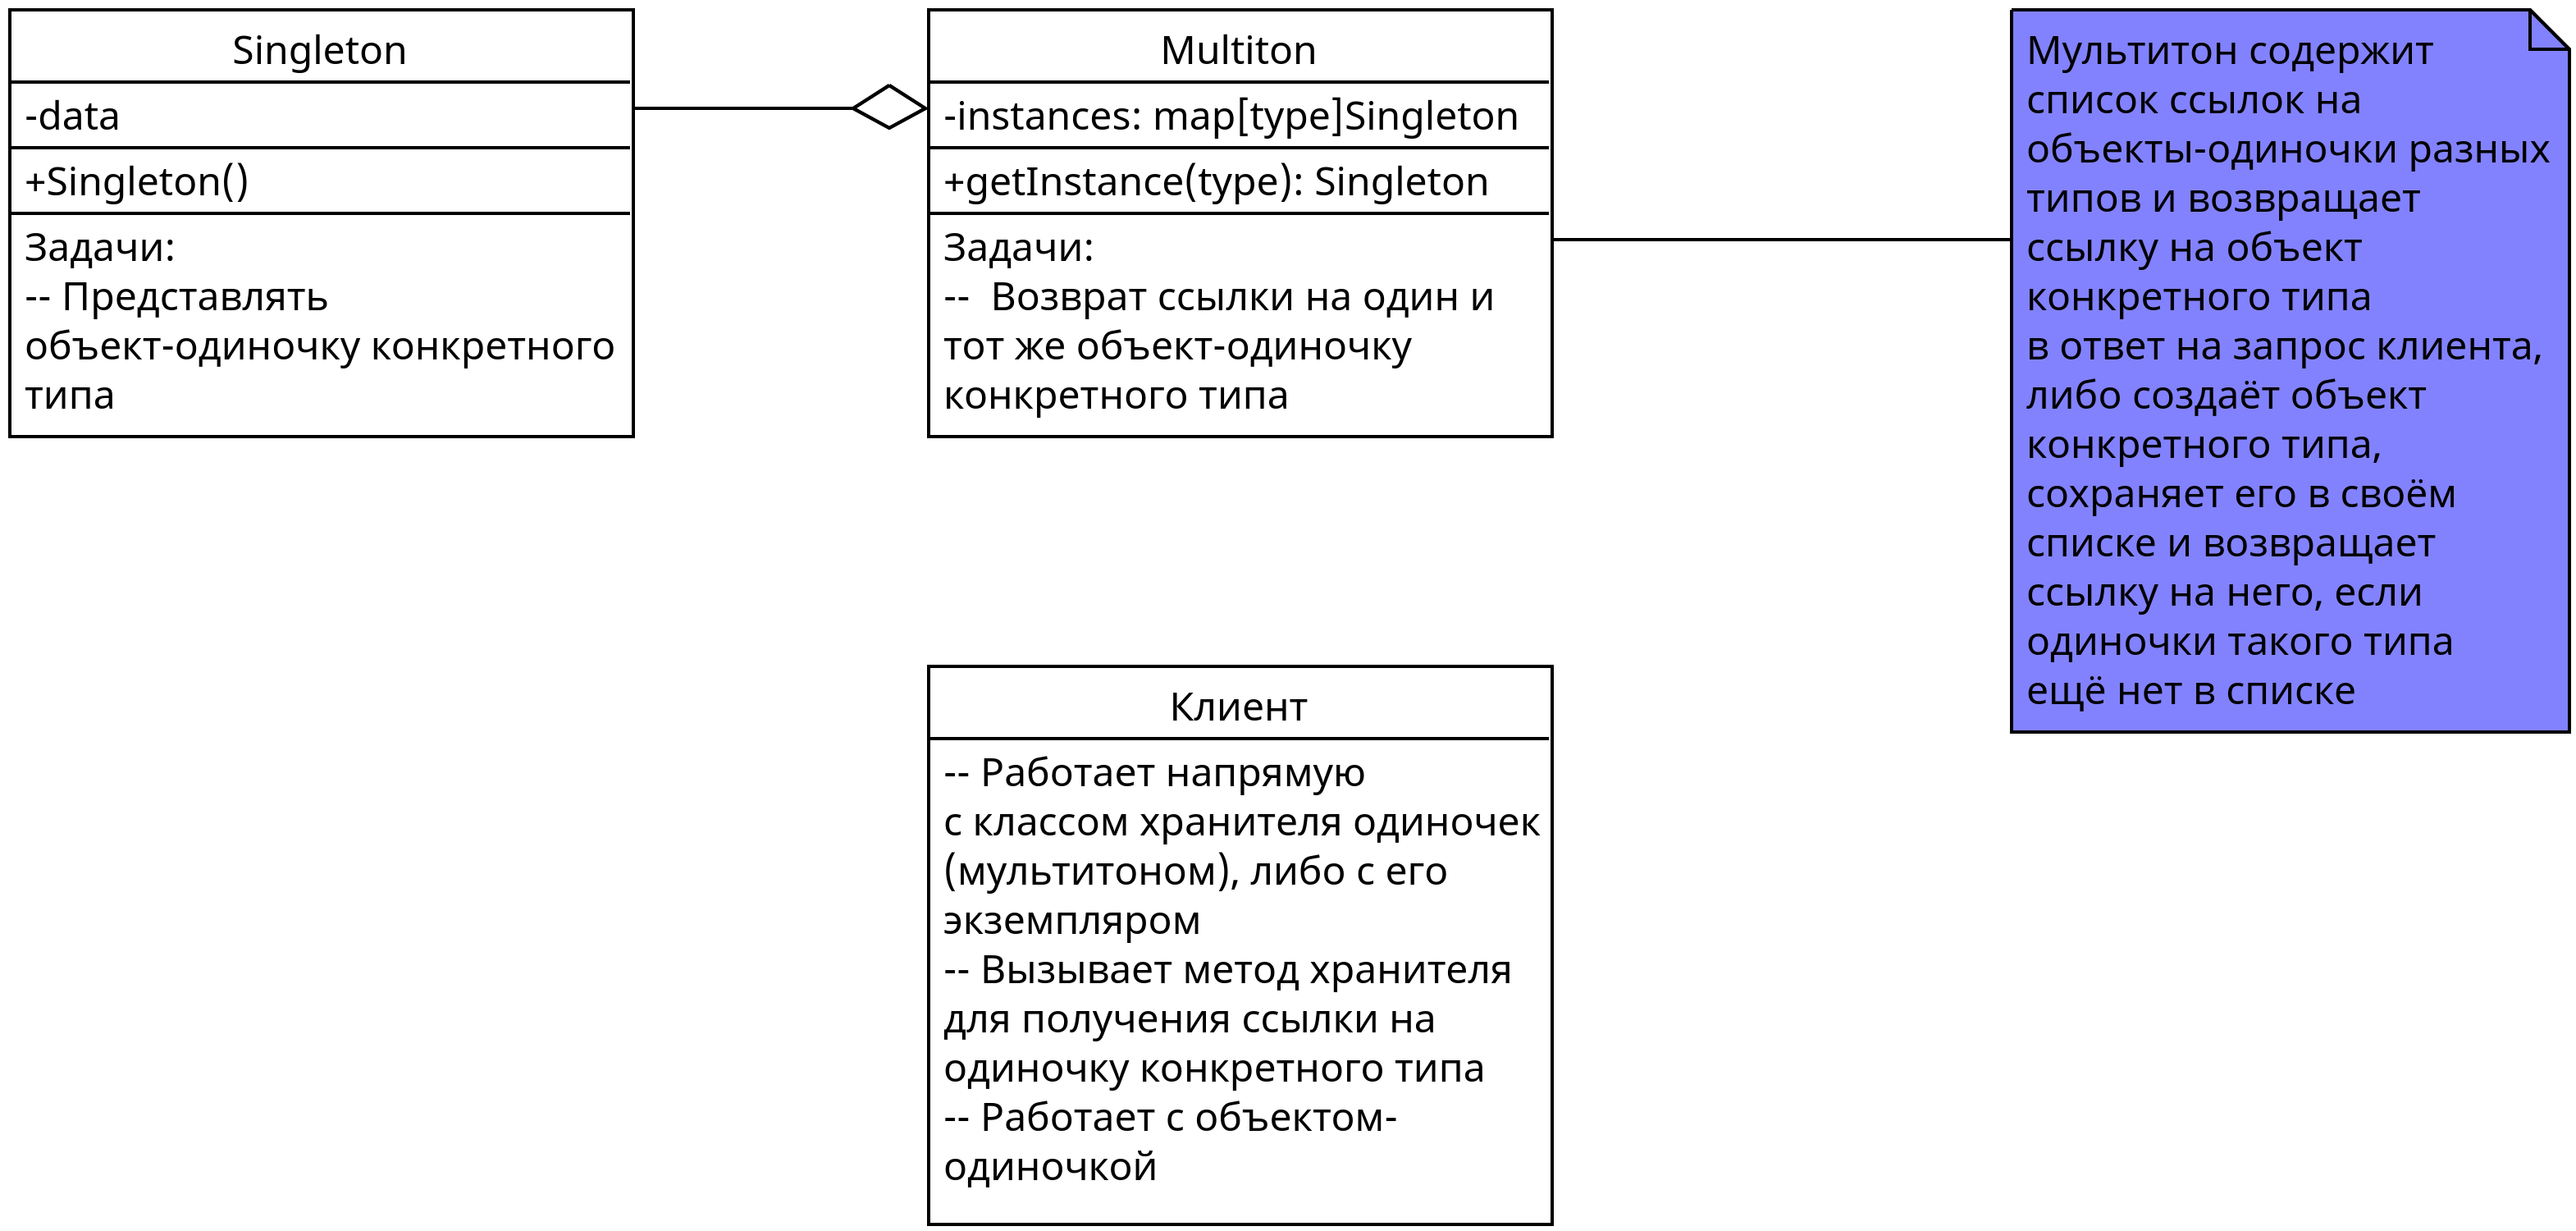 Singleton
-data
+Singleton()
Задачи:
-- Представлять
объект-одиночку конкретного
типа
Multiton
-instances: map[type]Singleton
+getInstance(type): Singleton
Задачи:
--  Возврат ссылки на один и
тот же объект-одиночку
конкретного типа
Мультитон содержит
список ссылок на
объекты-одиночки разных
типов и возвращает
ссылку на объект
конкретного типа
в ответ на запрос клиента,
либо создаёт объект
конкретного типа,
сохраняет его в своём
списке и возвращает
ссылку на него, если
одиночки такого типа
ещё нет в списке
Клиент
-- Работает напрямую
с классом хранителя одиночек
(мультитоном), либо с его
экземпляром
-- Вызывает метод хранителя
для получения ссылки на
одиночку конкретного типа
-- Работает с объектом-
одиночкой